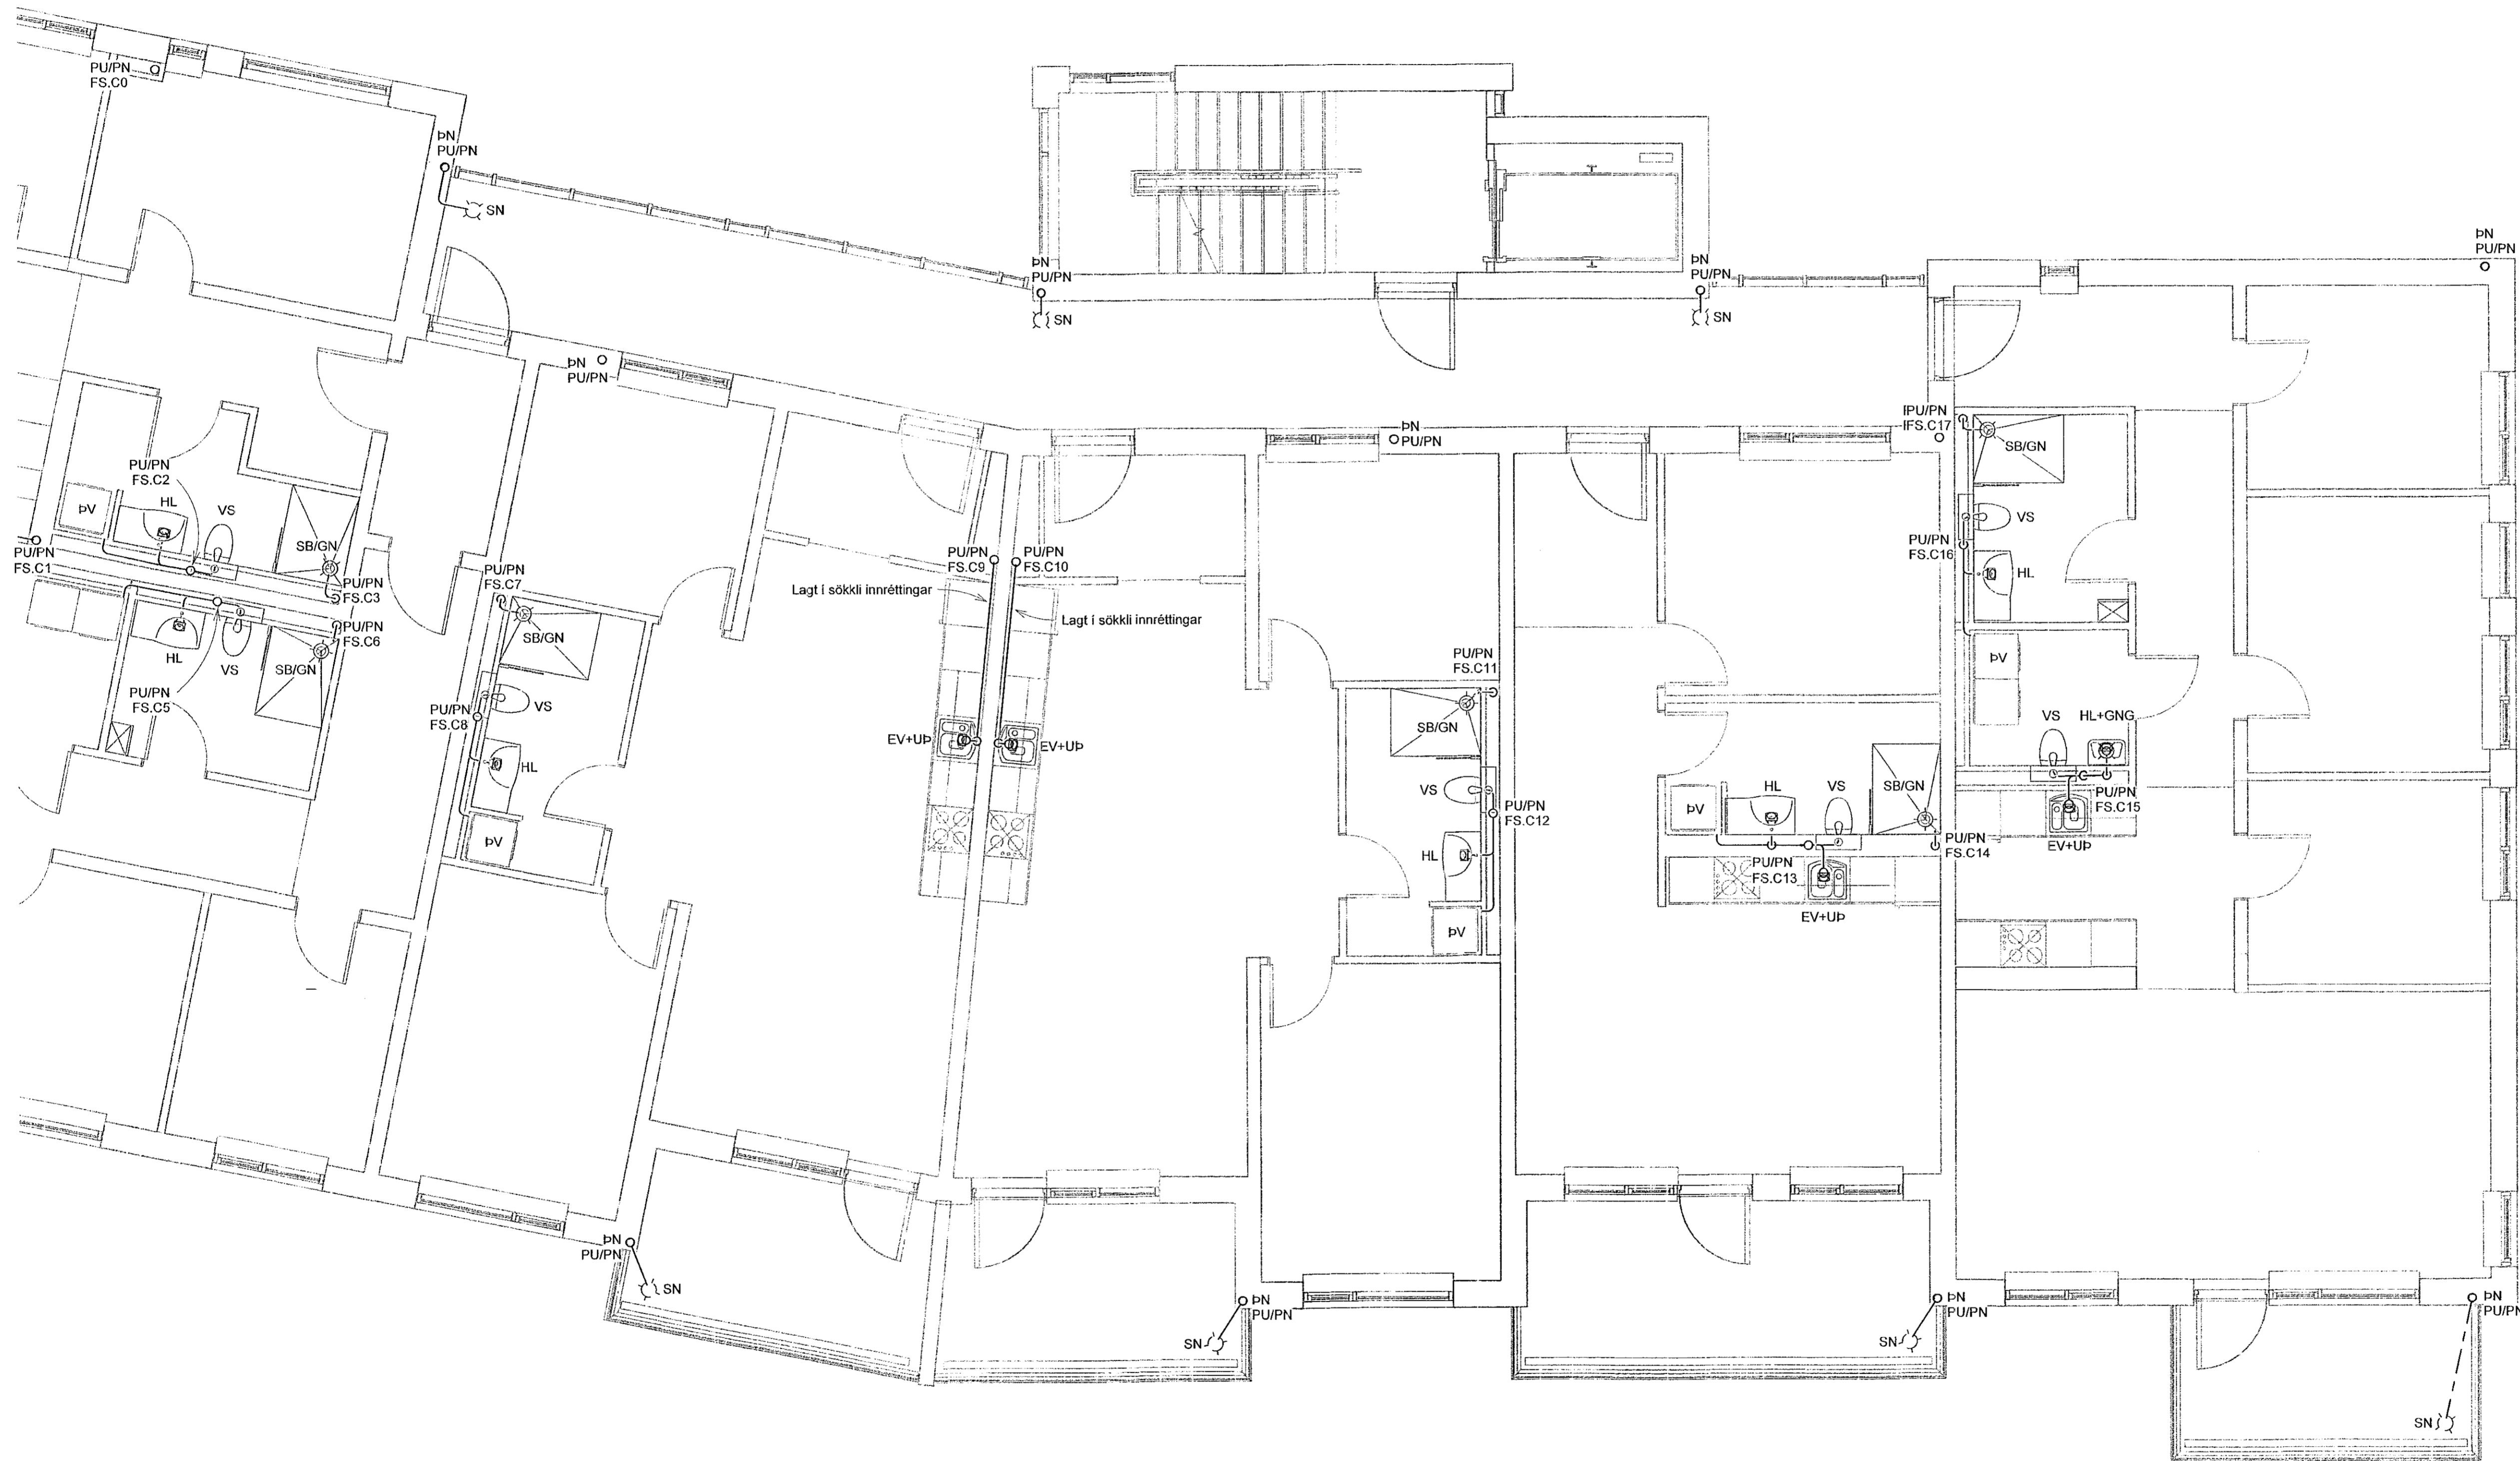 PU/PN
FS.C0
ÞN
PU/PN
SN
ÞN
PU/PN
SN
ÞN
PU/PN
SN
ÞN
PU/PN
ÞN
PU/PN
ÞN
PU/PN
PU/PN
FS.C17
SB/GN
PU/PN
FS.C2
ÞV
HL
VS
SB/GN
PU/PN
FS.C1
PU/PN
FS.C3
PU/PN
FS.C6
HL
VS
SB/GN
PU/PN
FS.C5
PU/PN
FS.C7
SB/GN
PU/PN
FS.C8
VS
HL
ÞV
PU/PN
FS.C9
PU/PN
FS.C10
Lagt í sökkli innréttingar
Lagt í sökkli innréttingar
EV+UÞ
EV+UÞ
PU/PN
FS.C11
SB/GN
VS
PU/PN
FS.C12
HL
ÞV
ÞV
HL
VS
SB/GN
PU/PN
FS.C13
PU/PN
FS.C14
EV+UÞ
VS
PU/PN
FS.C16
HL
ÞV
VS
HL+GNG
PU/PN
FS.C15
EV+UÞ
ÞN
PU/PN
SN
ÞN
PU/PN
SN
ÞN
PU/PN
SN
ÞN
PU/PN
SN